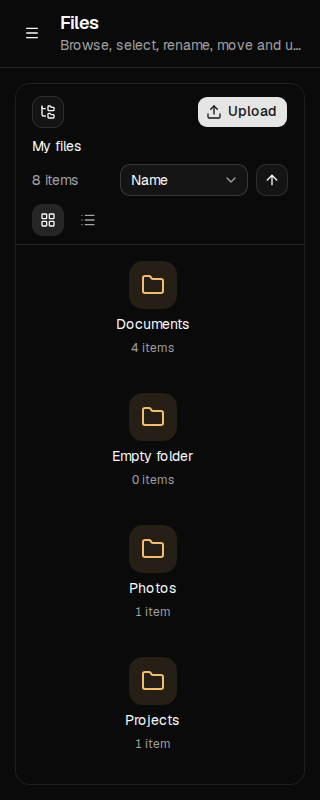 Files
Browse, select, rename, move and u...
Upload
My files
8 items
Name
Documents
4 items
Empty folder
0 items
Photos
1 item
Projects
1 item